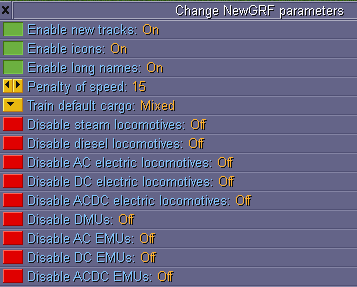 x Change NewGRF parameters
Enable new tracks: On
Enable icons: On
Enable long names: On
Penalty of speed: 15
Train default cargo: Mixed
Disable steam locomotives: Off
Disable diesel locomotives: Off
Disable AC electric locomotives: Off
Disable DC electric locomotives: Off
Disable ACDC electric locomotives: Off
Disable DMUs: Off
Disable AC EMUs: Off
Disable DC EMUs: Off
Disable ACDC EMUs: Off